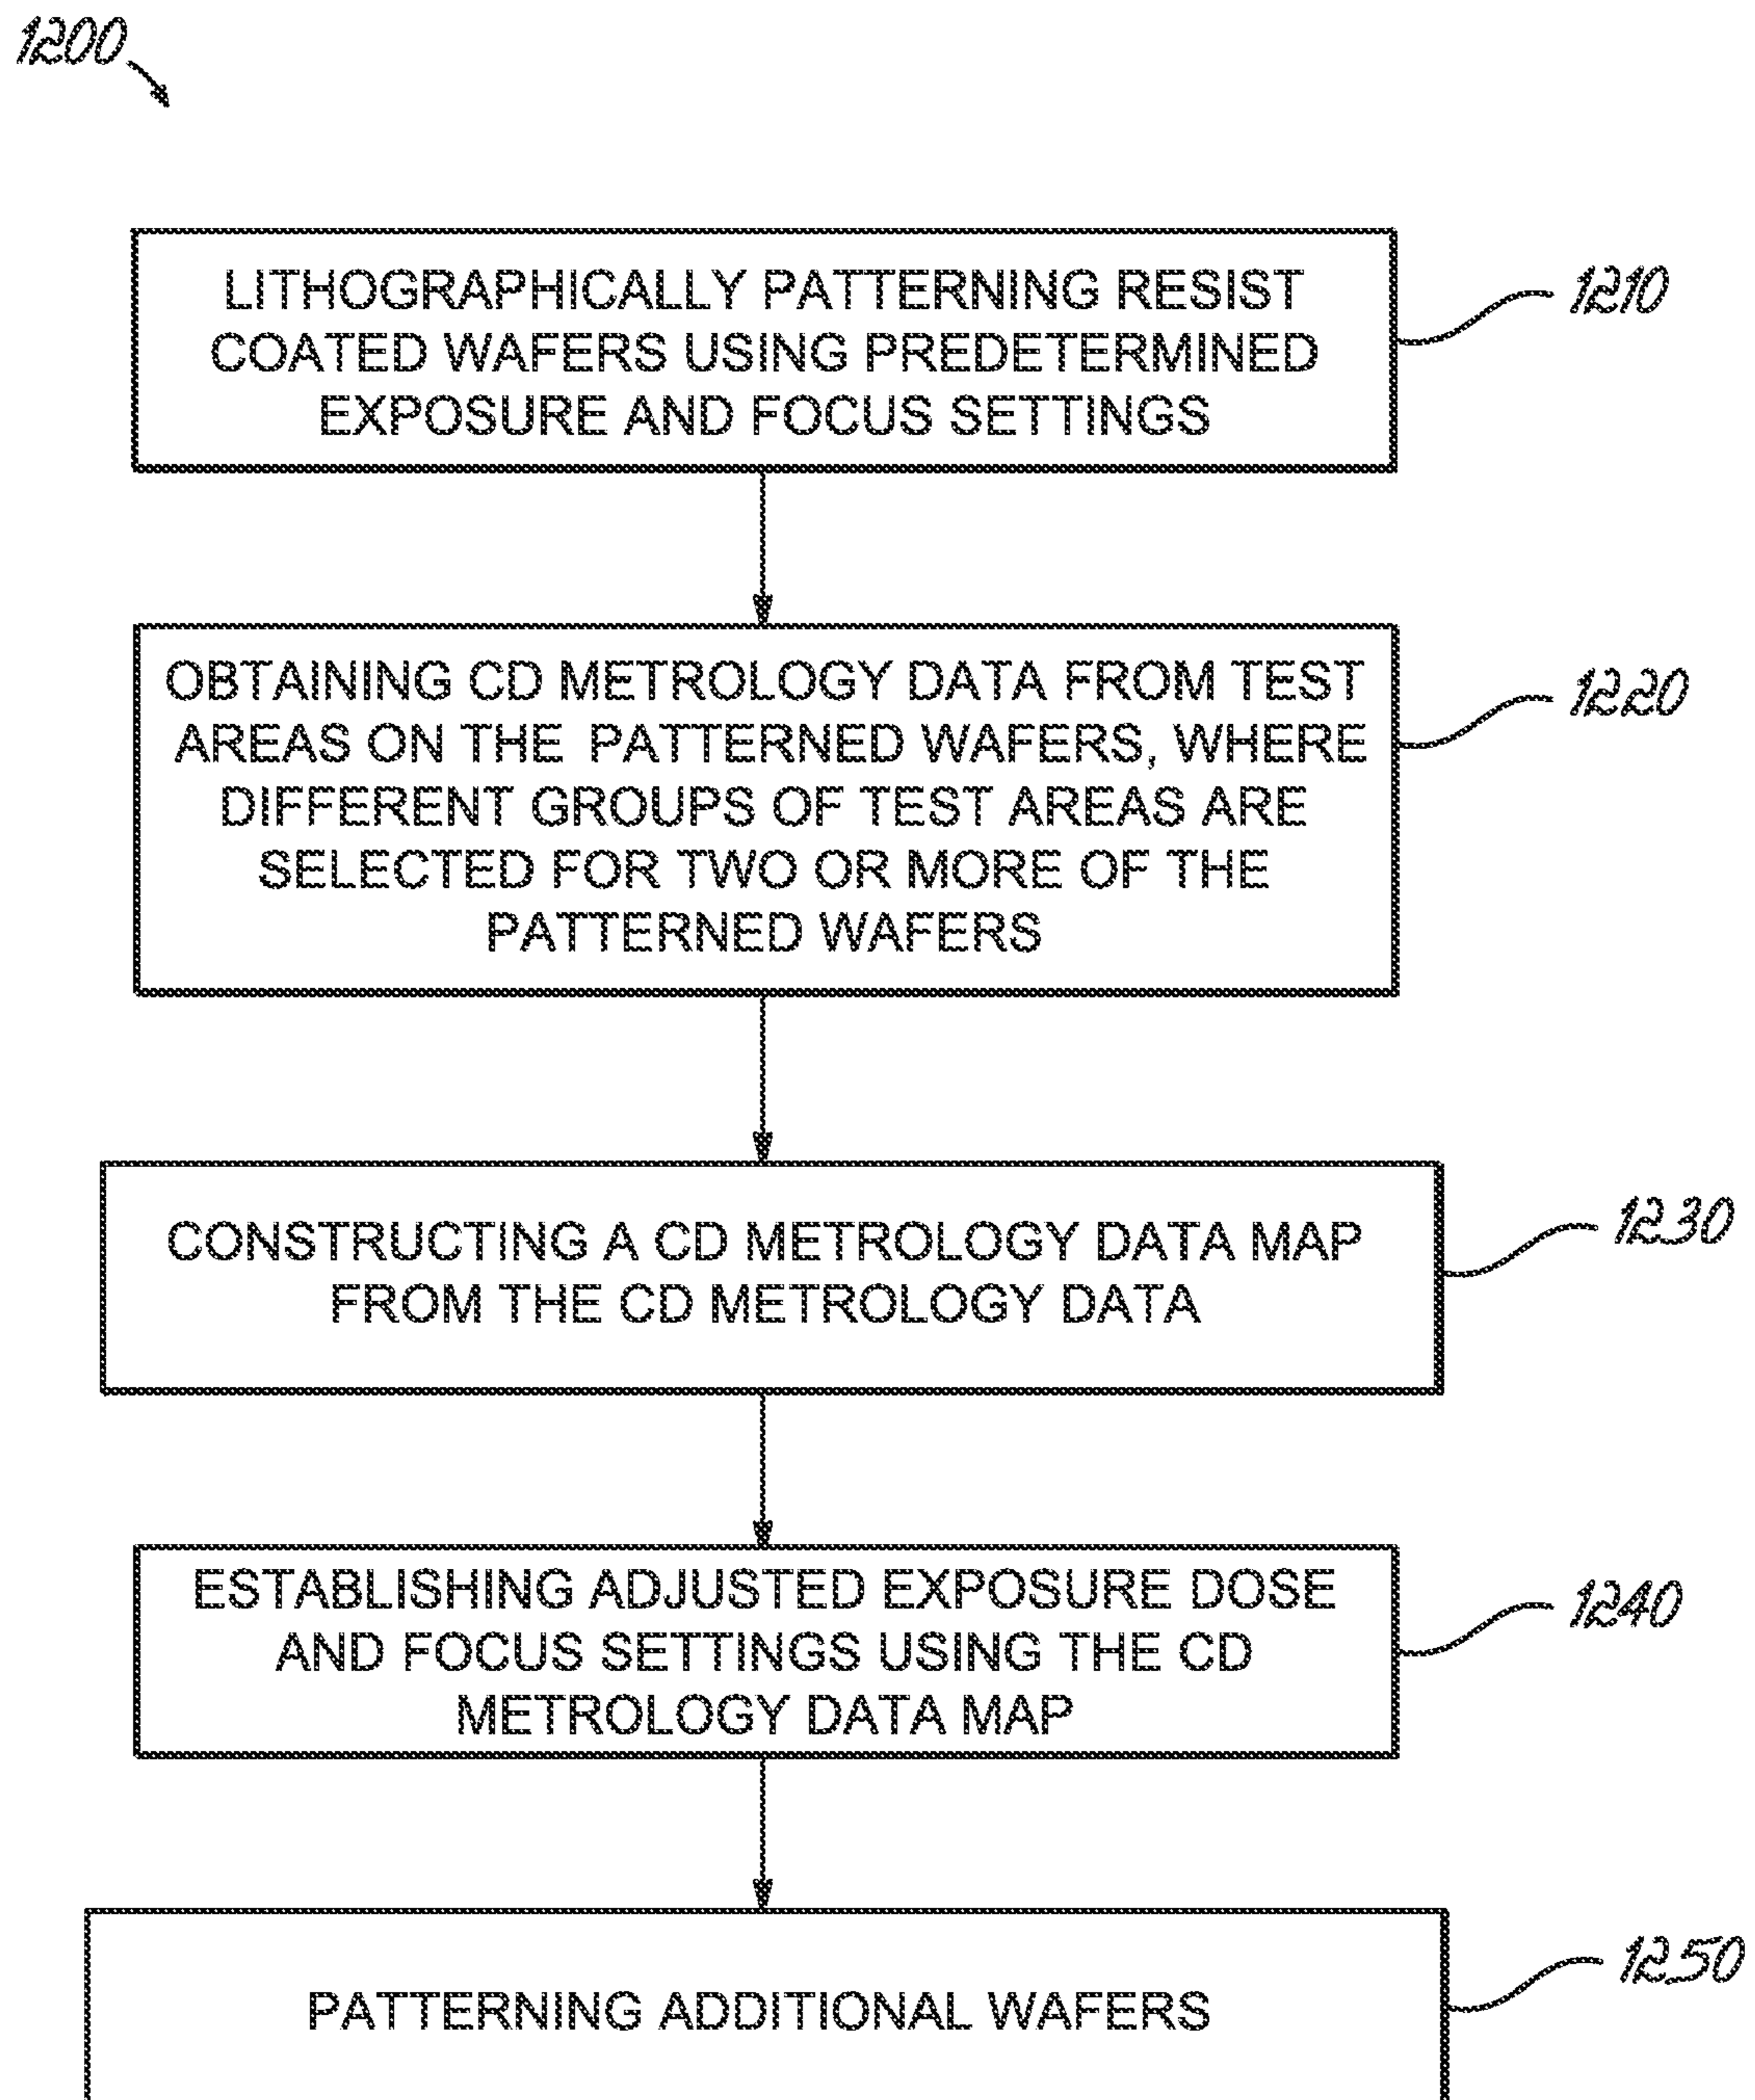 1200
LITHOGRAPHICALLY PATTERNING RESIST
COATED WAFERS USING PREDETERMINED
EXPOSURE AND FOCUS SETTINGS
1210
OBTAINING CD METROLOGY DATA FROM TEST
AREAS ON THE PATTERNED WAFERS, WHERE
DIFFERENT GROUPS OF TEST AREAS ARE
SELECTED FOR TWO OR MORE OF THE
PATTERNED WAFERS
1220
CONSTRUCTING A CD METROLOGY DATA MAP
FROM THE CD METROLOGY DATA
1230
ESTABLISHING ADJUSTED EXPOSURE DOSE
AND FOCUS SETTINGS USING THE CD
METROLOGY DATA MAP
1240
PATTERNING ADDITIONAL WAFERS
1250